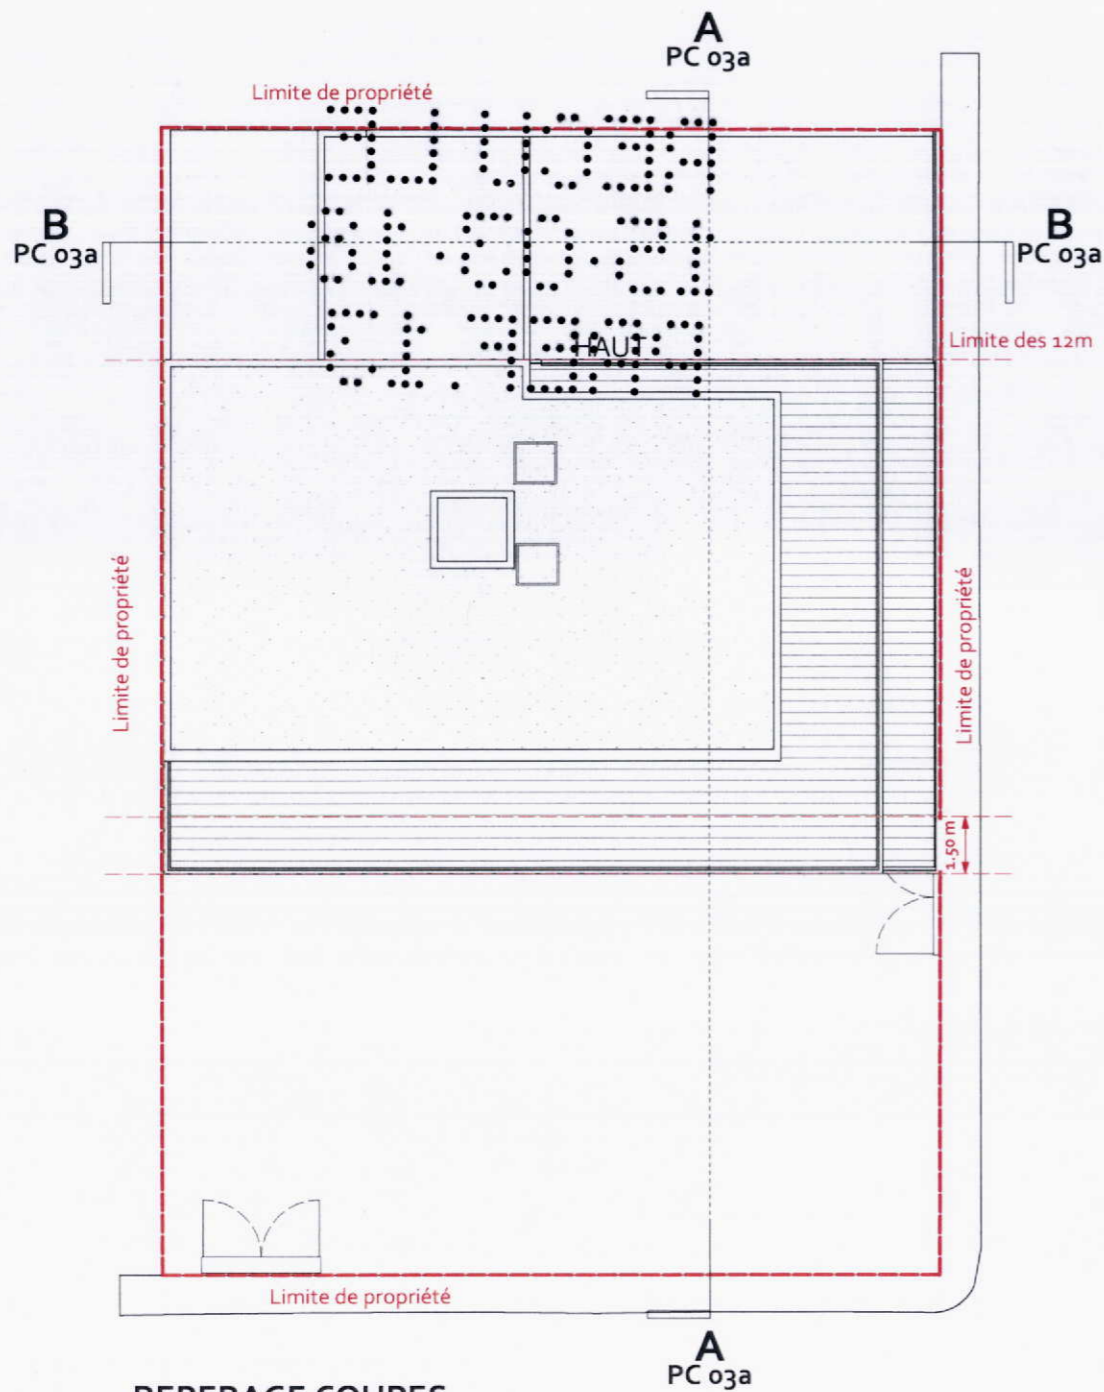 A
PC 03a
Limite de propriété
B
PC 03a
B
PC 03a
HAUT
Limite des 12m
Limite de propriété
Limite de propriété
1.50 m
Limite de propriété
A
PC 03a
REPERAGE COUPES